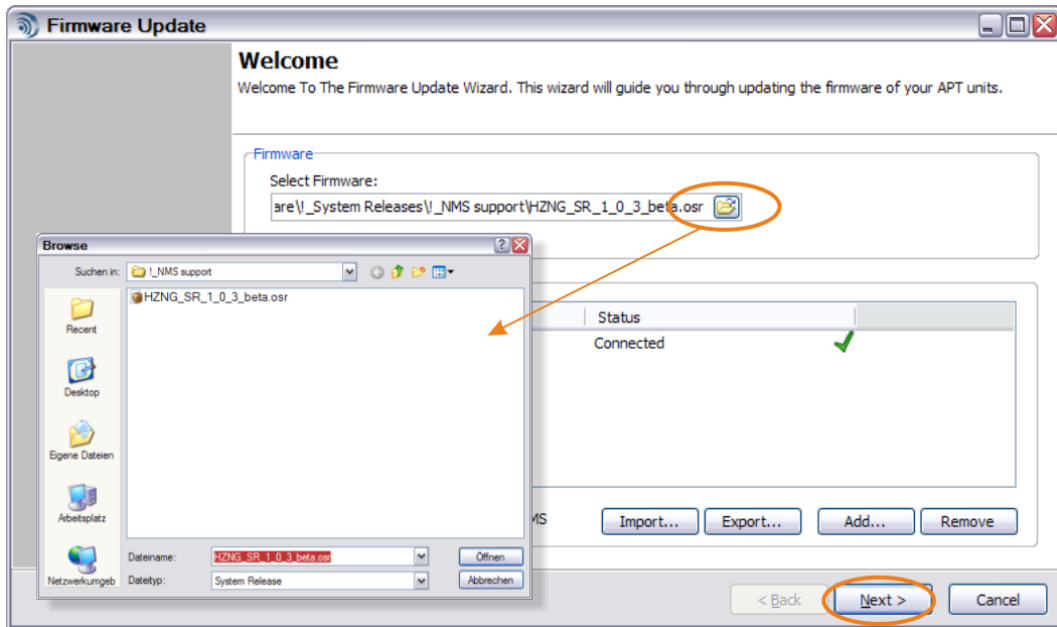 Firmware Update
Welcome
Welcome To The Firmware Update Wizard. This wizard will guide you through updating the firmware of your APT units.
Firmware
Select Firmware:
are\!_System Releases\!_NMS support\HZNG_SR_1_0_3_beta.osr
Browse
Suchen in: !_NMS support
HZNG_SR_1_0_3_beta.osr
Recent
Desktop
Eigene Dateien
Arbeitsplatz
Netzwerkumgeb
Dateiname: HZNG_SR_1_0_3_beta.osr Öffnen
Dateityp: System Release Abbrechen
Status
Connected
MS Import... Export... Add... Remove
< Back Next > Cancel